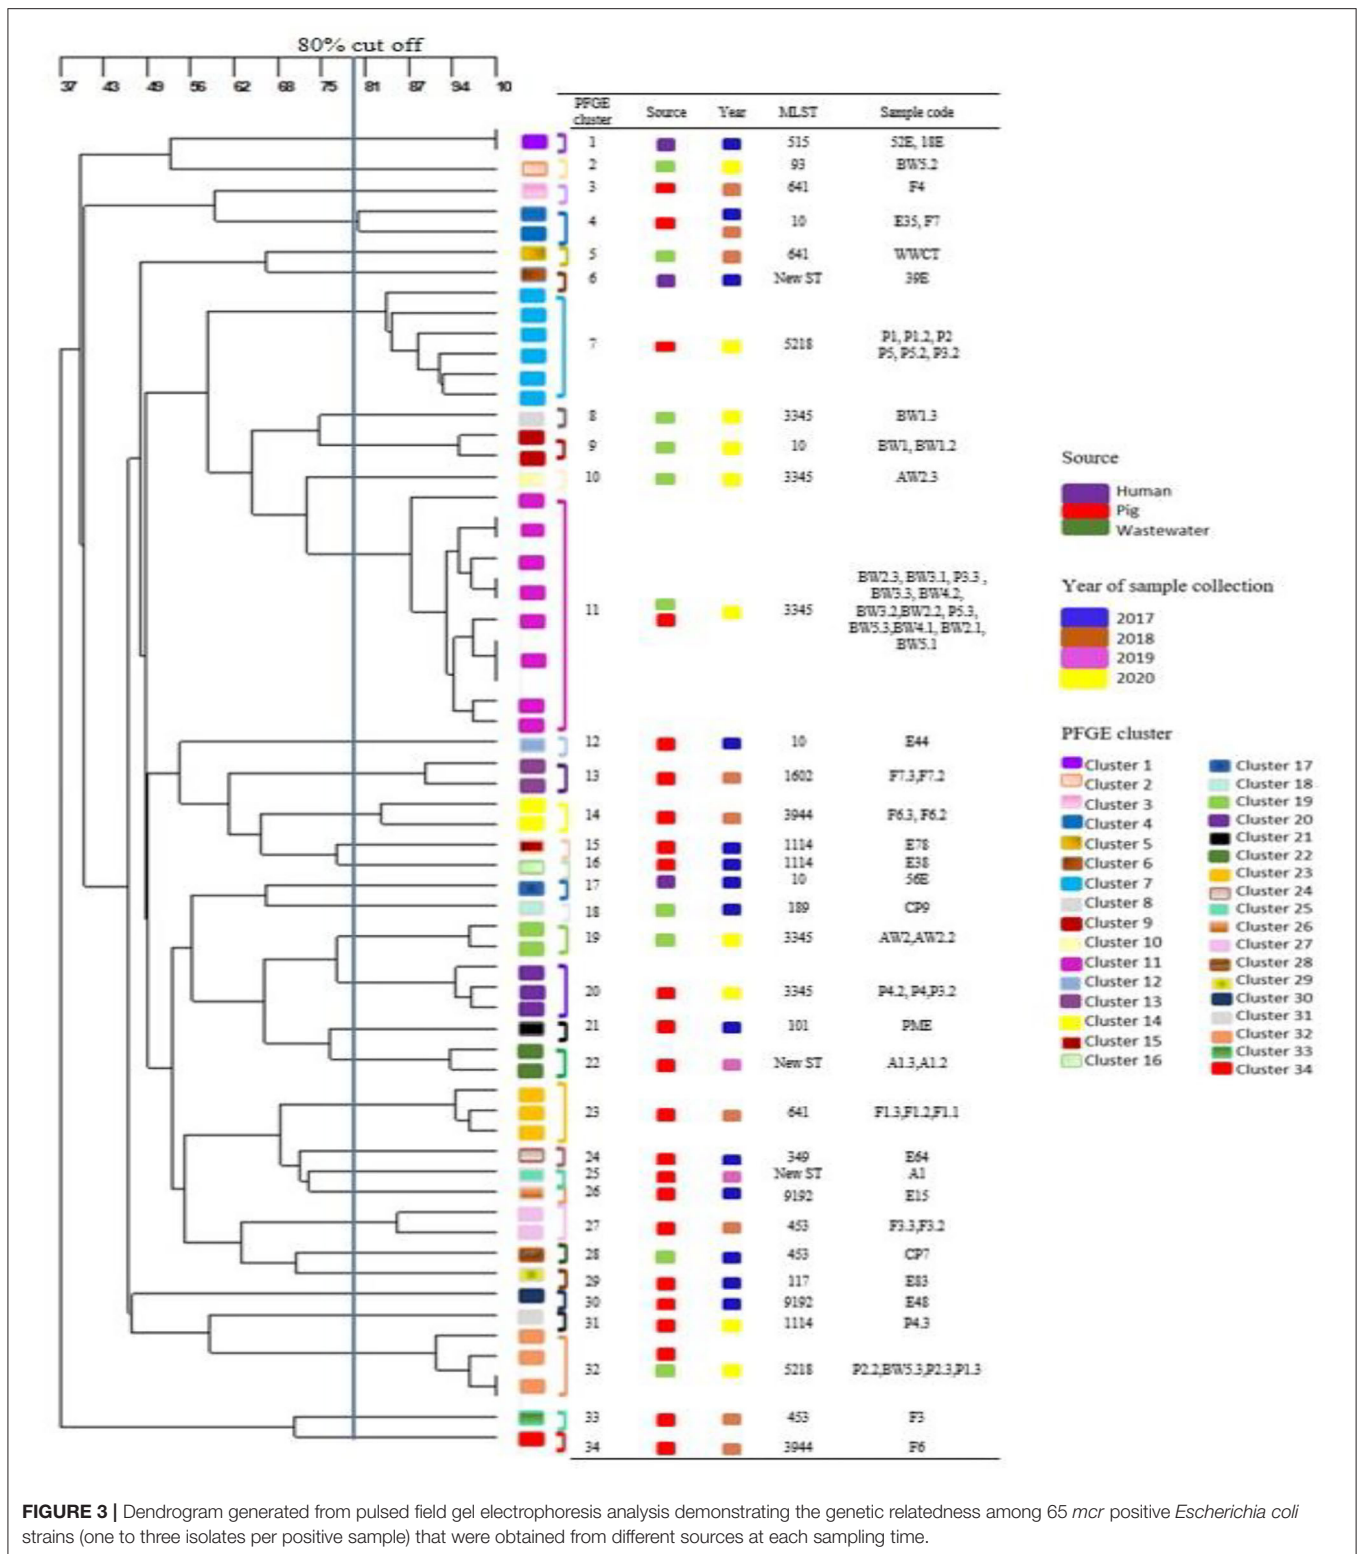 80% cut off
37 43 49 56 62 68 75 81 87 94 10
PFGE cluster Source Year MLST Sample code
1 515 52E, 18E
2 93 BW5.2
3 641 F4
4 10 E35, F7
5 641 WWCT
6 New ST 39E
7 5218 P1, P1.2, P2
P5, P5.2, P3.2
8 3345 BW1.3
9 10 BW1, BW1.2
10 3345 AW2.3
11 3345 BW2.3, BW3.1, P3.3 ,
BW3.3, BW4.2,
BW3.2,BW2.2, P5.3,
BW5.3,BW4.1, BW2.1,
BW5.1
12 10 E44
13 1602 F7.3,F7.2
14 3944 F6.3, F6.2
15 1114 E78
16 1114 E38
17 10 56E
18 189 CP9
19 3345 AW2,AW2.2
20 3345 P4.2, P4,P3.2
21 101 PME
22 New ST A1.3,A1.2
23 641 F1.3,F1.2,F1.1
24 349 E64
25 New ST A1
26 9192 E15
27 453 F3.3,F3.2
28 453 CP7
29 117 E83
30 9192 E48
31 1114 P4.3
32 5218 P2.2,BW5.3,P2.3,P1.3
33 453 F3
34 3944 F6
Source
Human
Pig
Wastewater
Year of sample collection
2017
2018
2019
2020
PFGE cluster
Cluster 1
Cluster 2
Cluster 3
Cluster 4
Cluster 5
Cluster 6
Cluster 7
Cluster 8
Cluster 9
Cluster 10
Cluster 11
Cluster 12
Cluster 13
Cluster 14
Cluster 15
Cluster 16
Cluster 17
Cluster 18
Cluster 19
Cluster 20
Cluster 21
Cluster 22
Cluster 23
Cluster 24
Cluster 25
Cluster 26
Cluster 27
Cluster 28
Cluster 29
Cluster 30
Cluster 31
Cluster 32
Cluster 33
Cluster 34
FIGURE 3 | Dendrogram generated from pulsed field gel electrophoresis analysis demonstrating the genetic relatedness among 65 mcr positive Escherichia coli
strains (one to three isolates per positive sample) that were obtained from different sources at each sampling time.